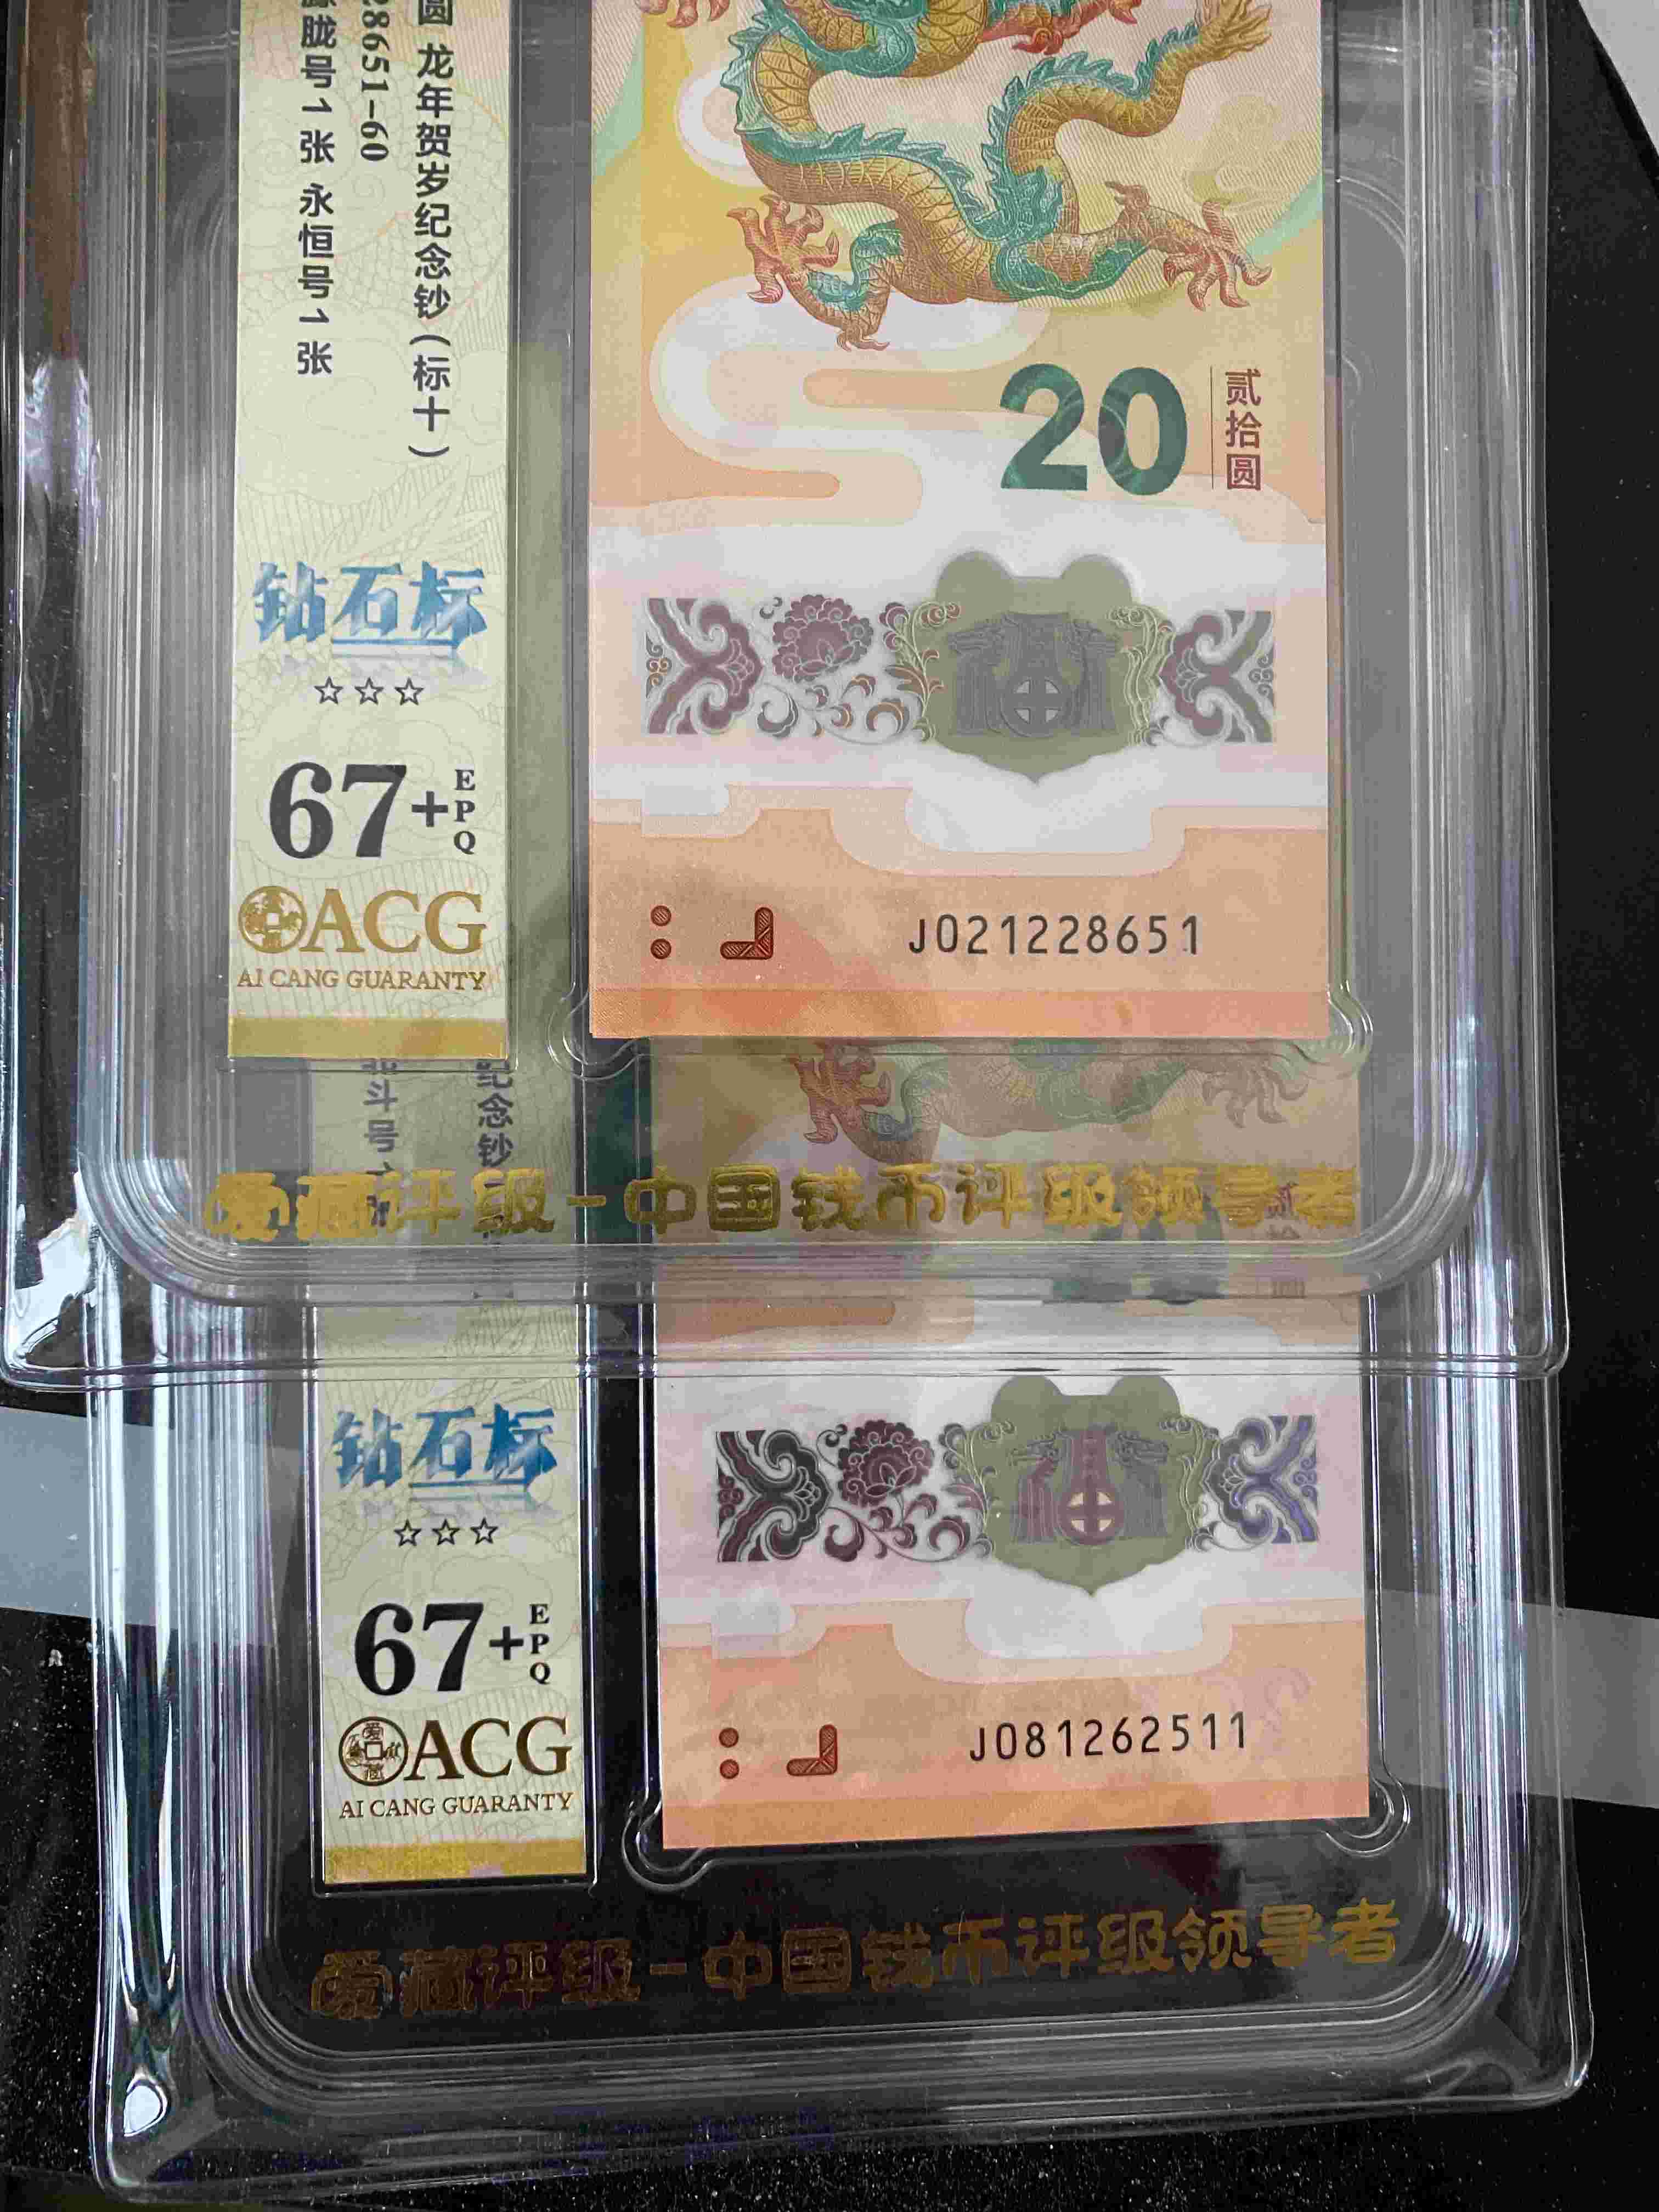 圆 龙年贺岁纪念钞(标十)
28651-60
胧号1张 永恒号1张
钻石标
☆☆☆
67+
EPQ
ACG
AI CANG GUARANTY
20
贰拾圆
J021228651
纪念钞
斗号1
爱藏评级-中国钱币评级领导者
钻石标
☆☆☆
67+
EPQ
爱藏
ACG
AI CANG GUARANTY
J081262511
爱藏评级-中国钱币评级领导者